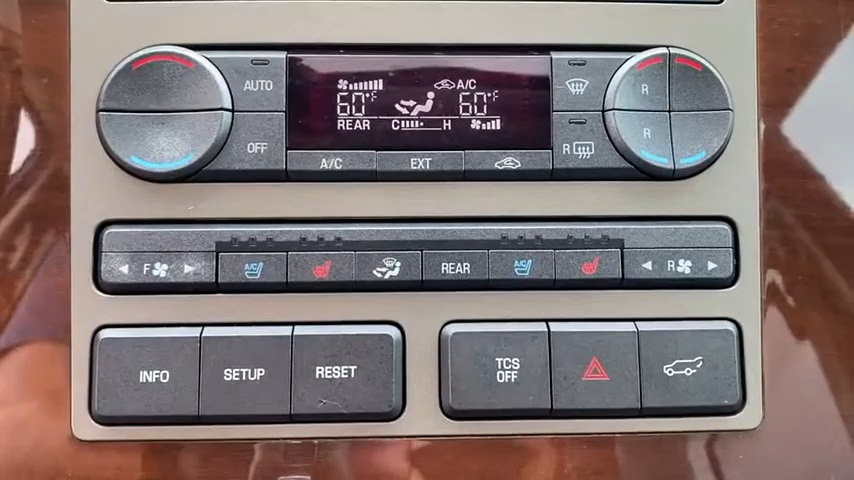 AUTO
OFF
A/C
60°F 60°F
REAR C H
A/C EXT
R
R
R
F A/C REAR A/C R
INFO SETUP RESET
TCS
OFF